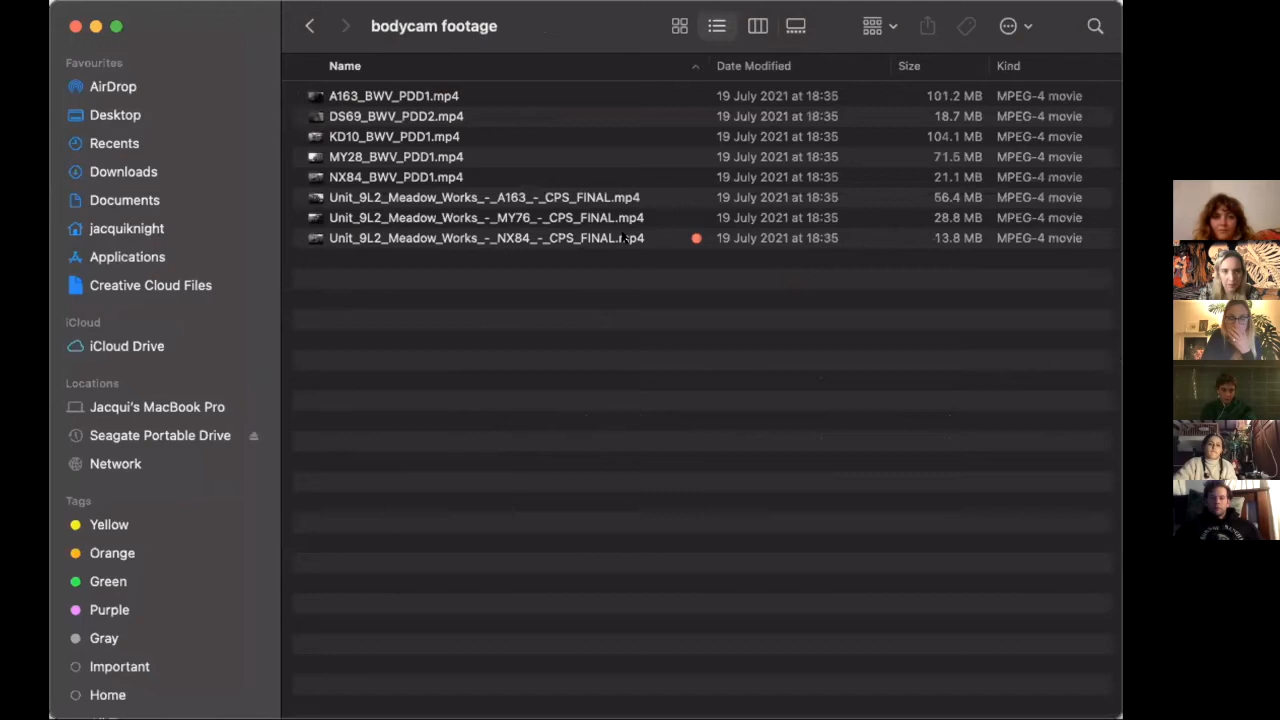 bodycam footage
Favourites
AirDrop
Desktop
Recents
Downloads
Documents
jacquiknight
Applications
Creative Cloud Files
iCloud
iCloud Drive
Locations
Jacqui's MacBook Pro
Seagate Portable Drive
Network
Tags
Yellow
Orange
Green
Purple
Gray
Important
Home
Name Date Modified Size Kind
A163_BWV_PDD1.mp4 19 July 2021 at 18:35 101.2 MB MPEG-4 movie
DS69_BWV_PDD2.mp4 19 July 2021 at 18:35 18.7 MB MPEG-4 movie
KD10_BWV_PDD1.mp4 19 July 2021 at 18:35 104.1 MB MPEG-4 movie
MY28_BWV_PDD1.mp4 19 July 2021 at 18:35 71.5 MB MPEG-4 movie
NX84_BWV_PDD1.mp4 19 July 2021 at 18:35 21.1 MB MPEG-4 movie
Unit_9L2_Meadow_Works_-_A163_-_CPS_FINAL.mp4 19 July 2021 at 18:35 56.4 MB MPEG-4 movie
Unit_9L2_Meadow_Works_-_MY76_-_CPS_FINAL.mp4 19 July 2021 at 18:35 28.8 MB MPEG-4 movie
Unit_9L2_Meadow_Works_-_NX84_-_CPS_FINAL.mp4 19 July 2021 at 18:35 13.8 MB MPEG-4 movie